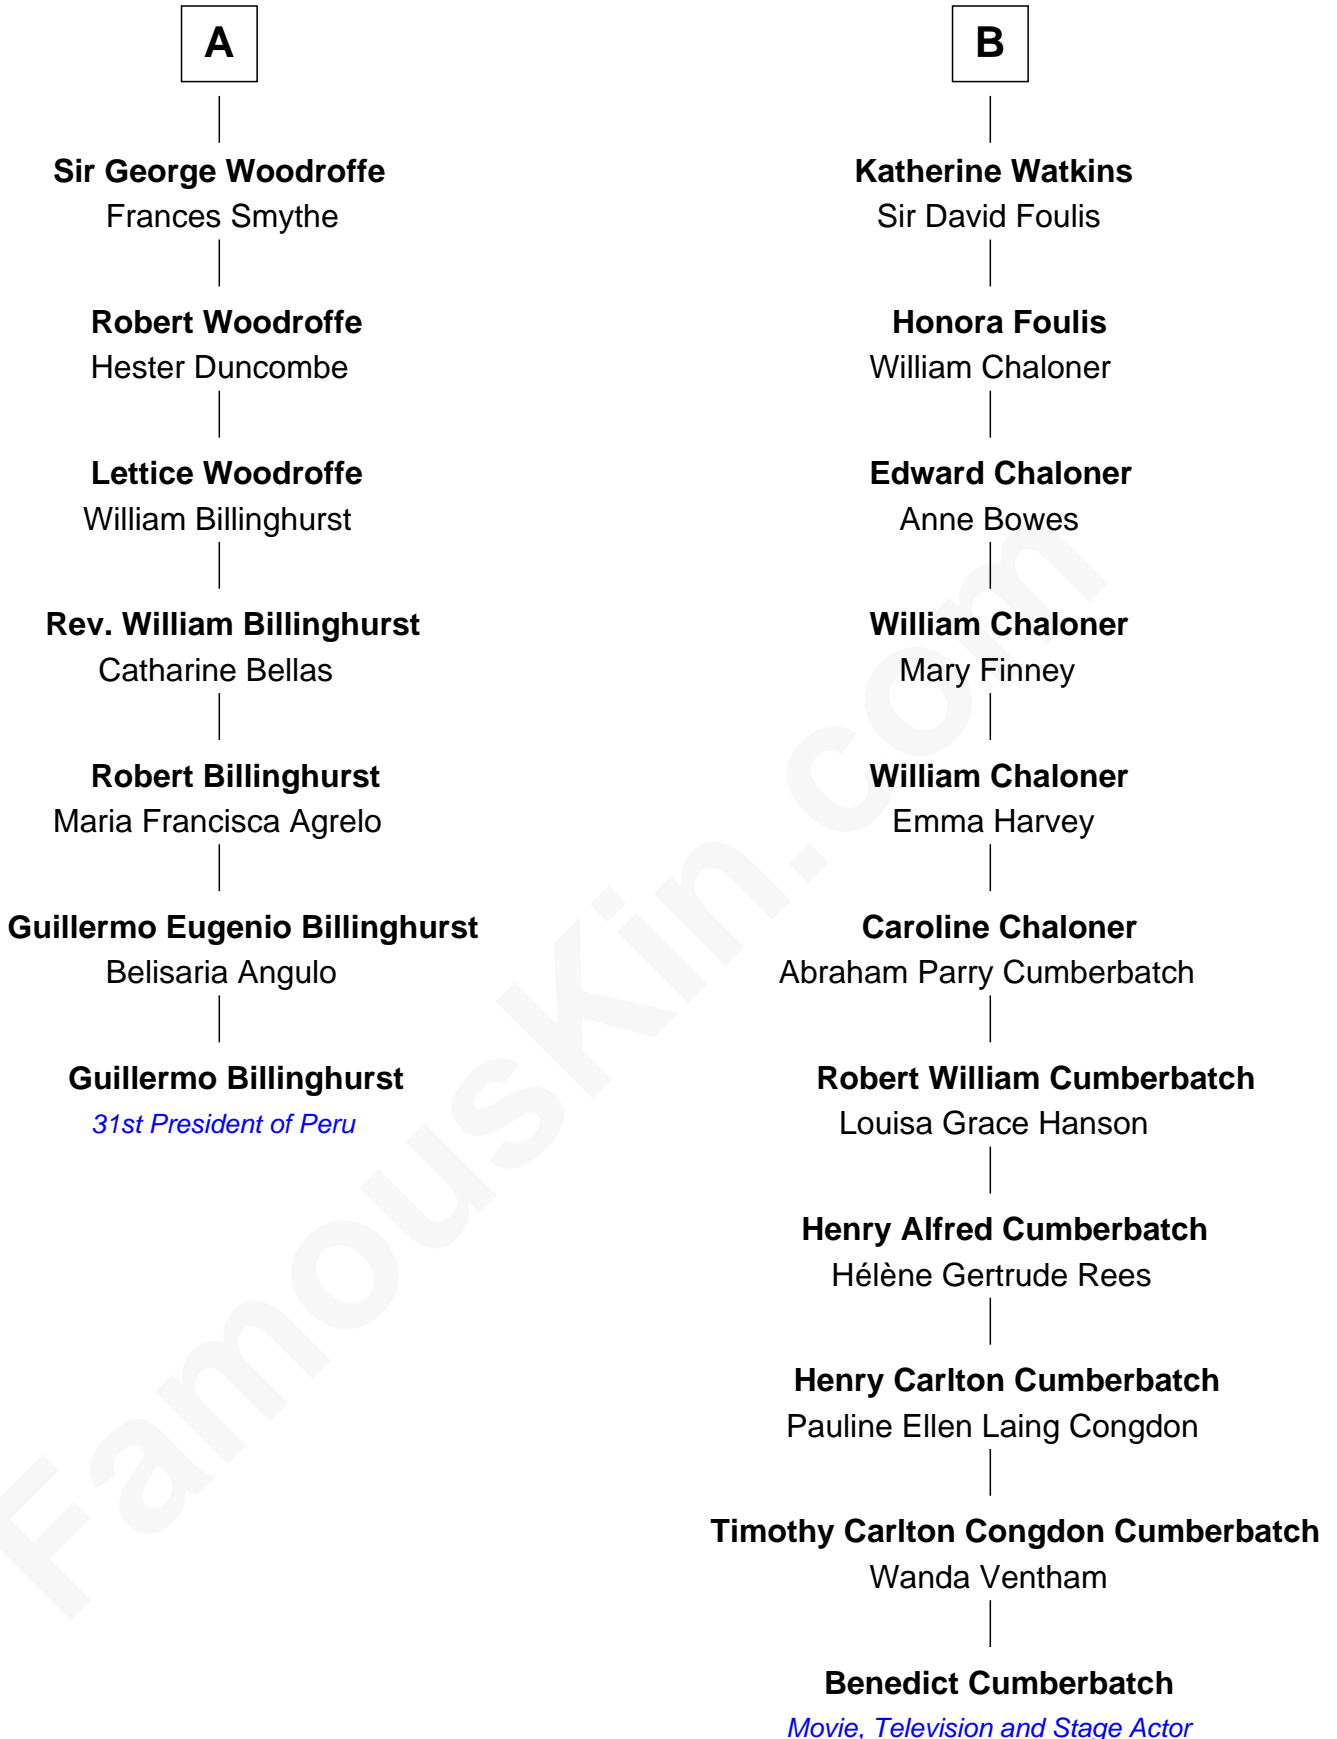 A
Sir George Woodroffe
Frances Smythe
Robert Woodroffe
Hester Duncombe
Lettice Woodroffe
William Billinghurst
Rev. William Billinghurst
Catharine Bellas
Robert Billinghurst
Maria Francisca Agrelo
Guillermo Eugenio Billinghurst
Belisaria Angulo
Guillermo Billinghurst
31st President of Peru
B
Katherine Watkins
Sir David Foulis
Honora Foulis
William Chaloner
Edward Chaloner
Anne Bowes
William Chaloner
Mary Finney
William Chaloner
Emma Harvey
Caroline Chaloner
Abraham Parry Cumberbatch
Robert William Cumberbatch
Louisa Grace Hanson
Henry Alfred Cumberbatch
Hélène Gertrude Rees
Henry Carlton Cumberbatch
Pauline Ellen Laing Congdon
Timothy Carlton Congdon Cumberbatch
Wanda Ventham
Benedict Cumberbatch
Movie, Television and Stage Actor
FamousKin.com